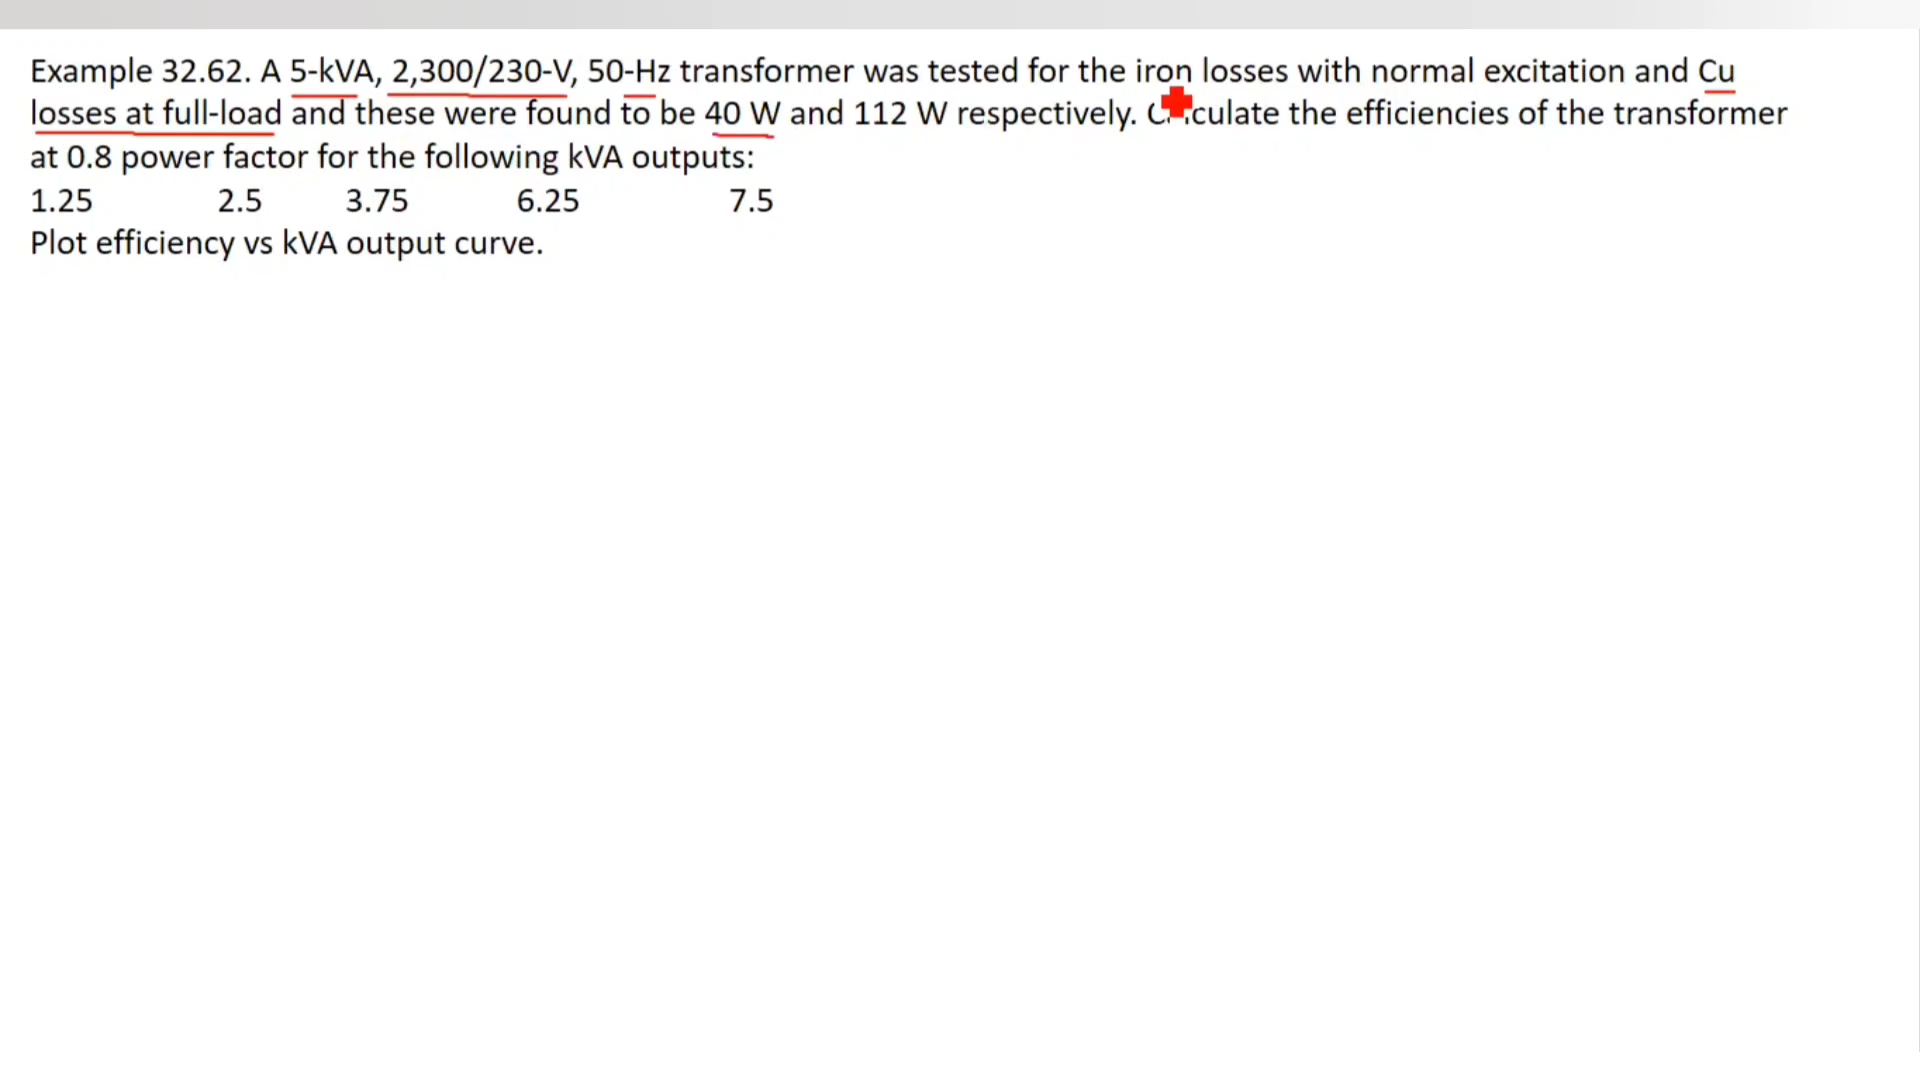 Example 32.62. A 5-kVA, 2,300/230-V, 50-Hz transformer was tested for the iron losses with normal excitation and Cu
losses at full-load and these were found to be 40 W and 112 W respectively. Calculate the efficiencies of the transformer
at 0.8 power factor for the following kVA outputs:
1.25 2.5 3.75 6.25 7.5
Plot efficiency vs kVA output curve.